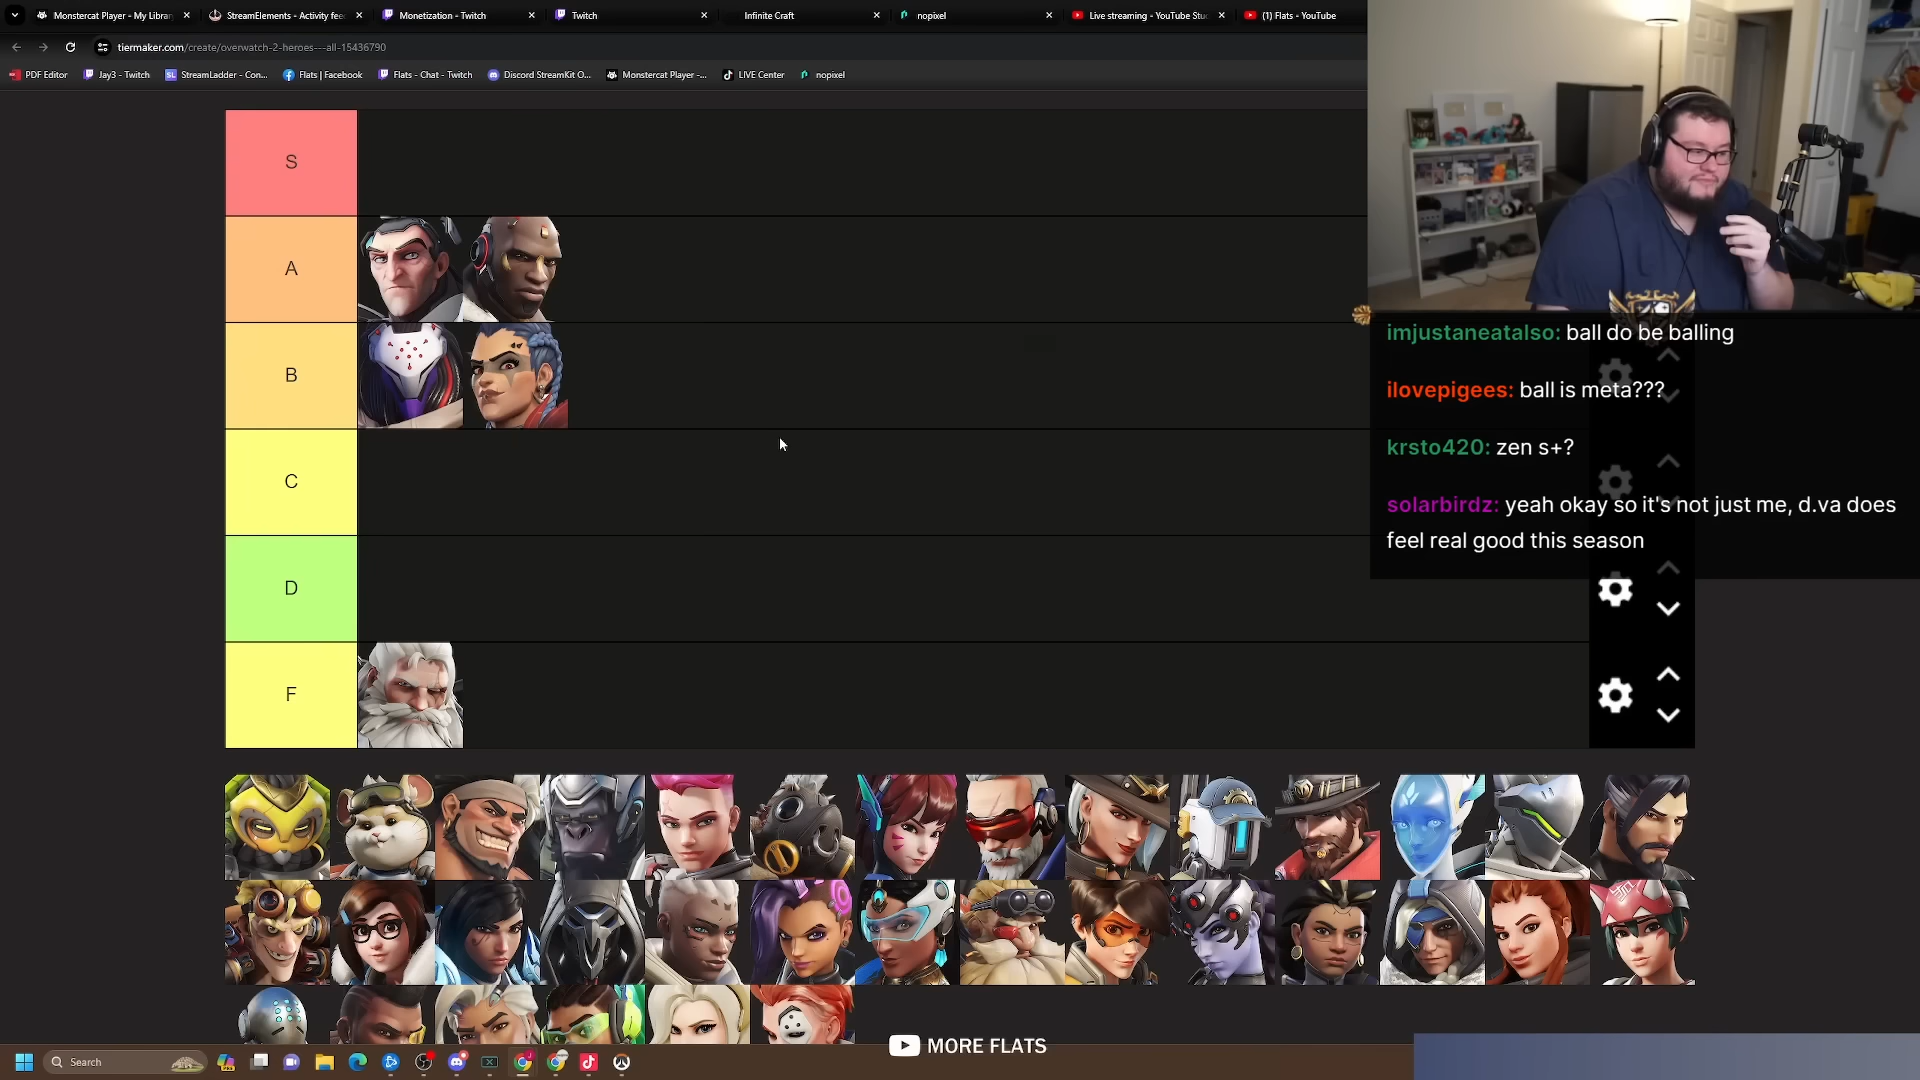 Monstercat Player - My Librar
StreamElements - Activity fee
Monetization - Twitch
Twitch
Infinite Craft
nopixel
Live streaming - YouTube Stu
(1) Flats - YouTube
tiermaker.com/create/overwatch-2-heroes---all-15436790
PDF Editor
Jay3 - Twitch
StreamLadder - Con...
Flats | Facebook
Flats - Chat - Twitch
Discord StreamKit O...
Monstercat Player -...
LIVE Center
nopixel
S
A
B
C
D
F
imjustaneatalso: ball do be balling
ilovepigees: ball is meta???
krsto420: zen s+?
solarbirdz: yeah okay so it's not just me, d.va does
feel real good this season
MORE FLATS
Search